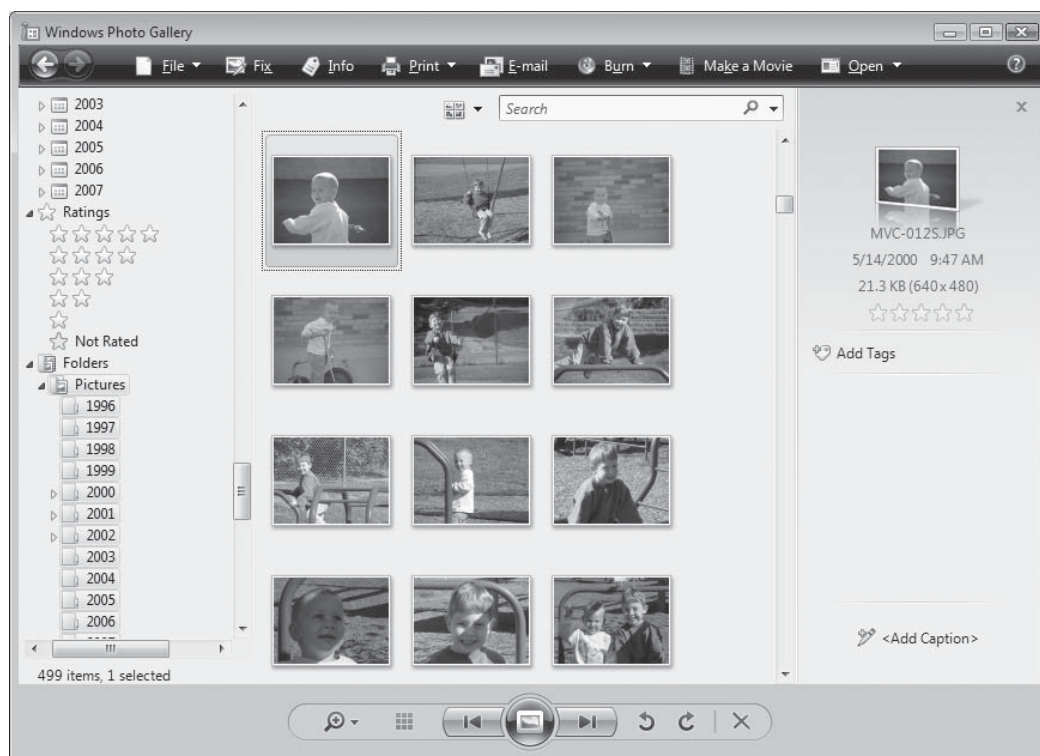 Windows Photo Gallery
File Fix Info Print E-mail Burn Make a Movie Open
Search
2003
2004
2005
2006
2007
Ratings
Not Rated
Folders
Pictures
1996
1997
1998
1999
2000
2001
2002
2003
2004
2005
2006
499 items, 1 selected
MVC-012S.JPG
5/14/2000 9:47 AM
21.3 KB (640 x 480)
Add Tags
<Add Caption>